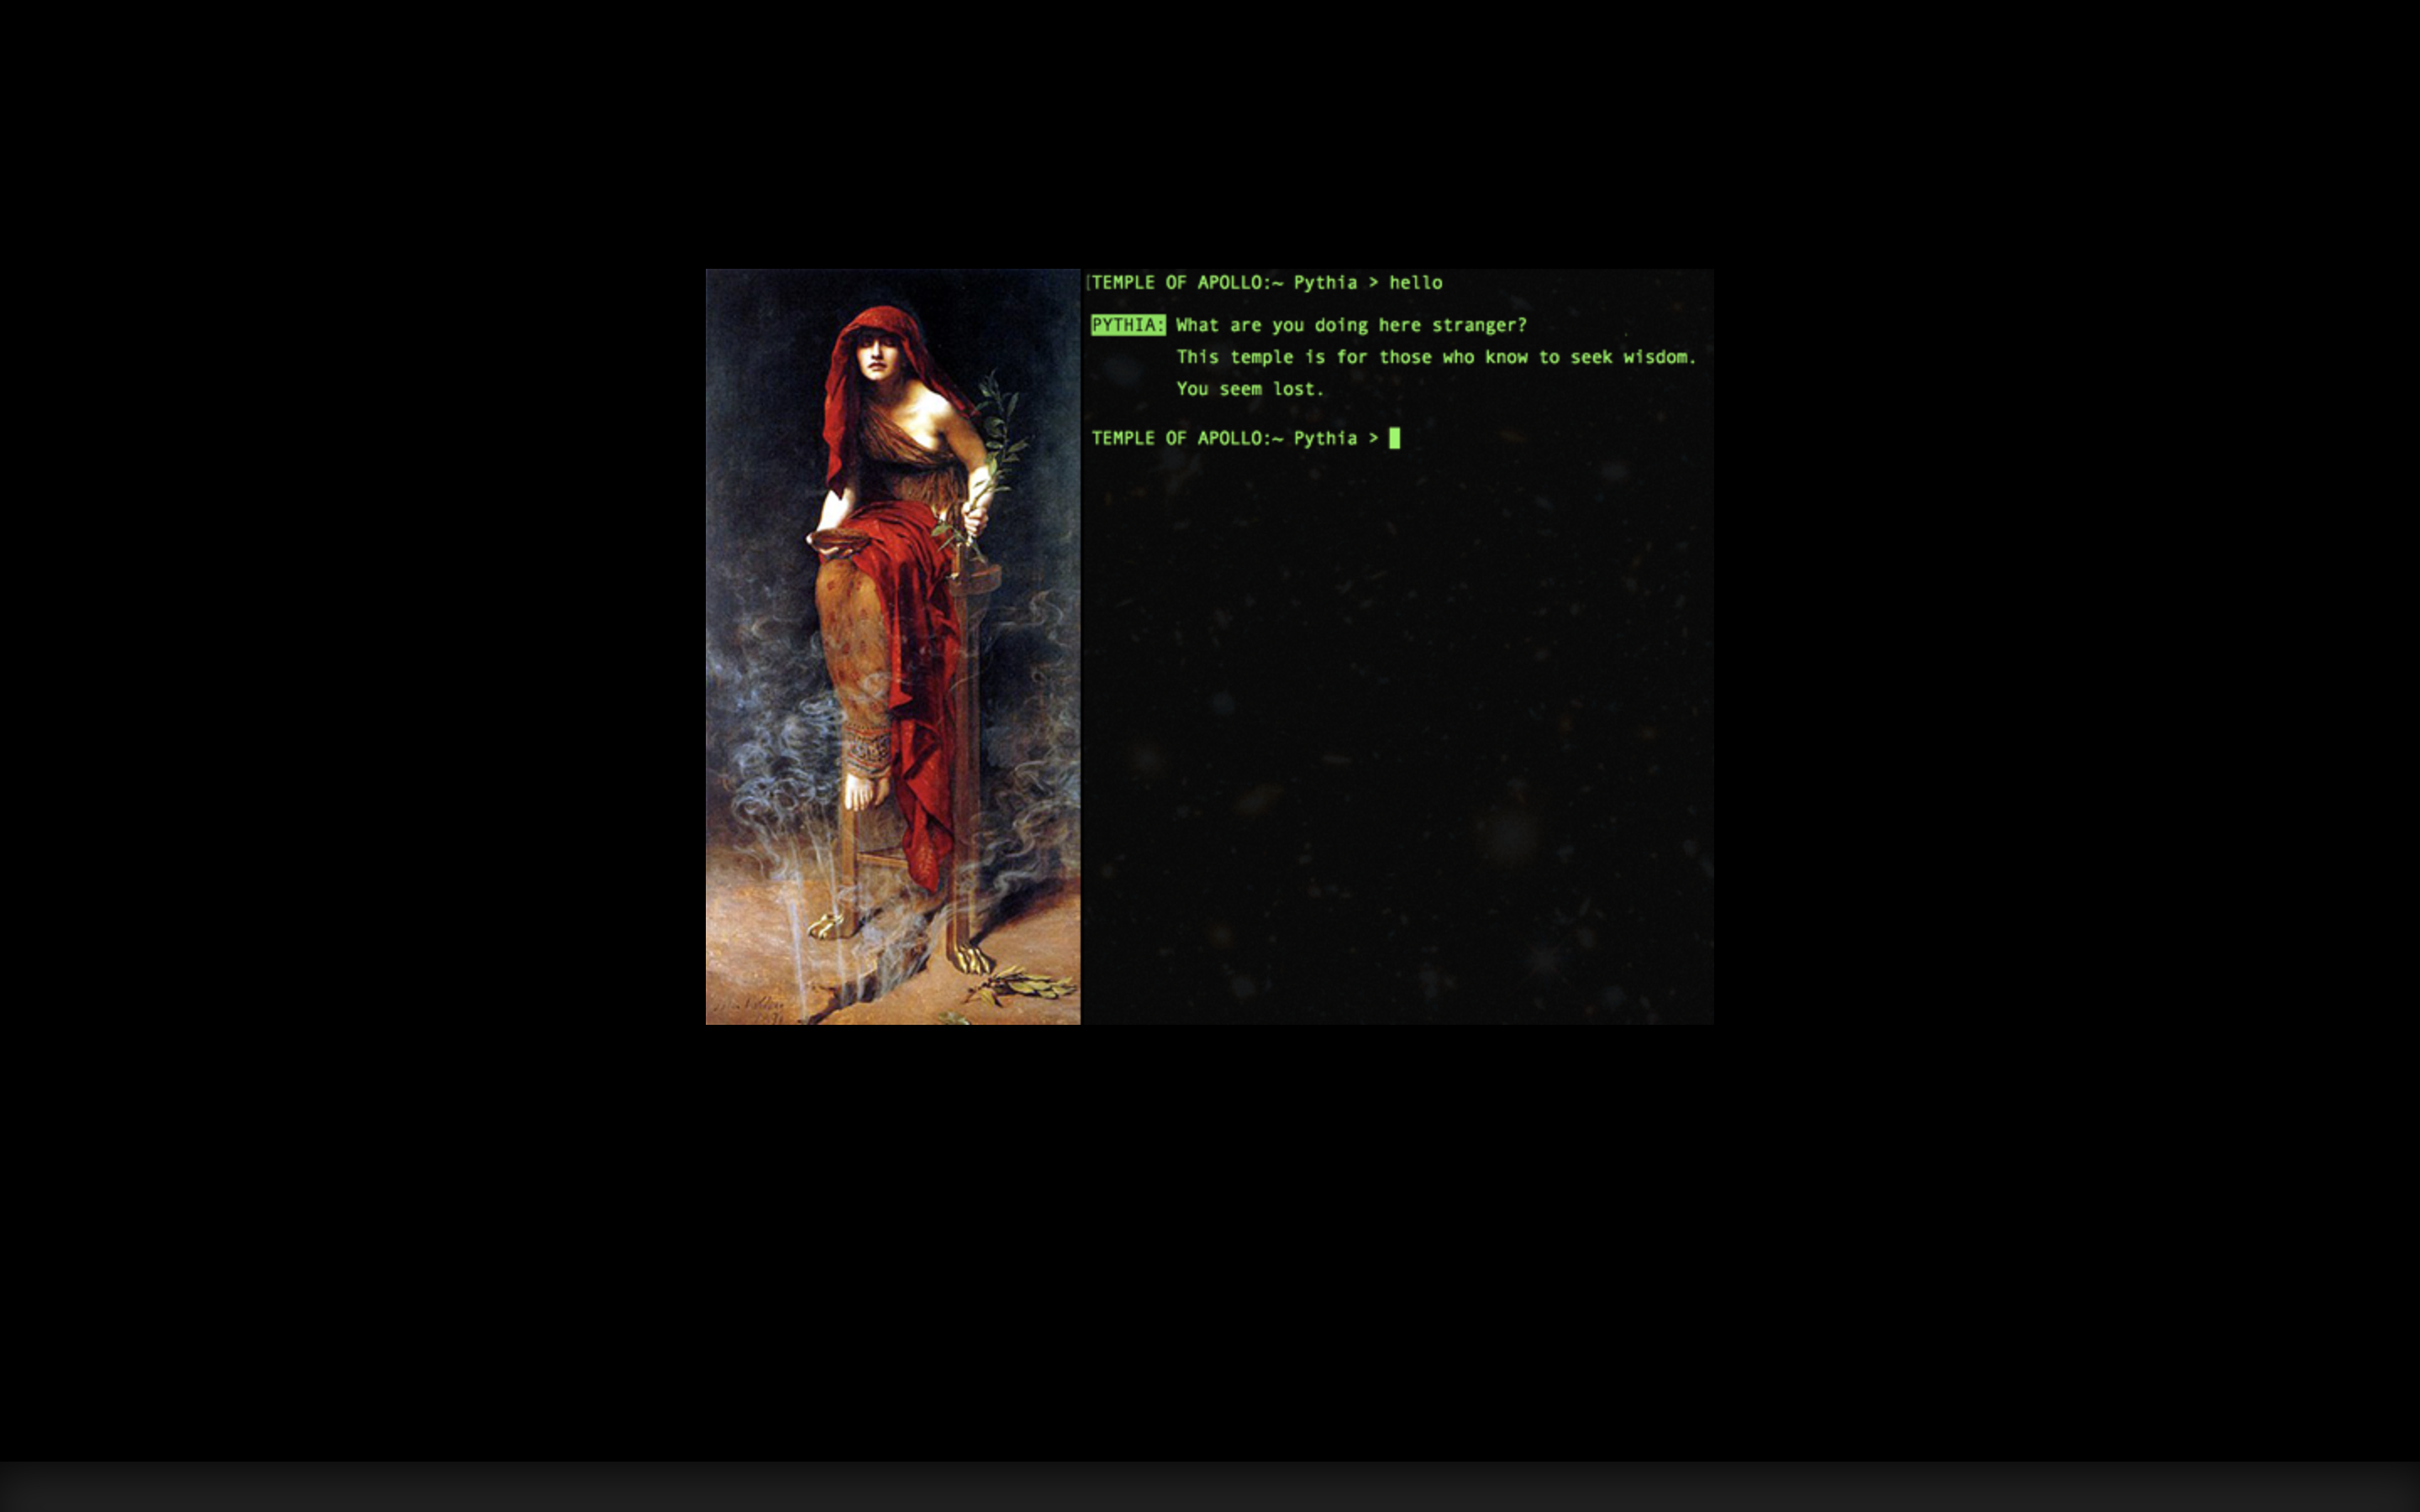 [TEMPLE OF APOLLO:~ Pythia > hello
PYTHIA: What are you doing here stranger?
This temple is for those who know to seek wisdom.
You seem lost.
TEMPLE OF APOLLO:~ Pythia >